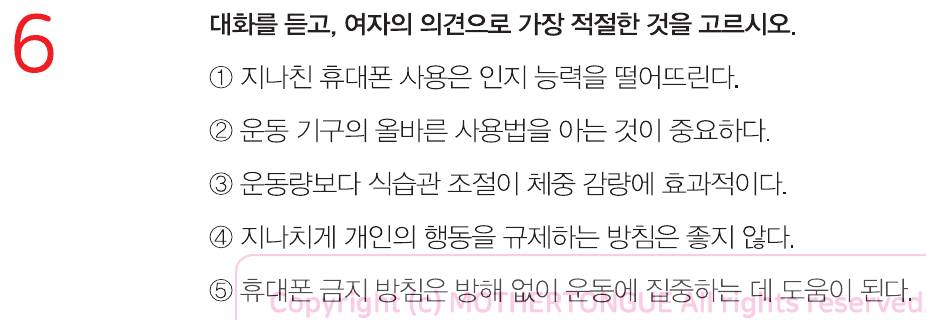 6
대화를 듣고, 여자의 의견으로 가장 적절한 것을 고르시오.
① 지나친 휴대폰 사용은 인지 능력을 떨어뜨린다.
② 운동 기구의 올바른 사용법을 아는 것이 중요하다.
③ 운동량보다 식습관 조절이 체중 감량에 효과적이다.
④ 지나치게 개인의 행동을 규제하는 방침은 좋지 않다.
⑤ 휴대폰 금지 방침은 방해 없이 운동에 집중하는 데 도움이 된다.
Copyright (c) MOTHERTONGUE All rights reserved.